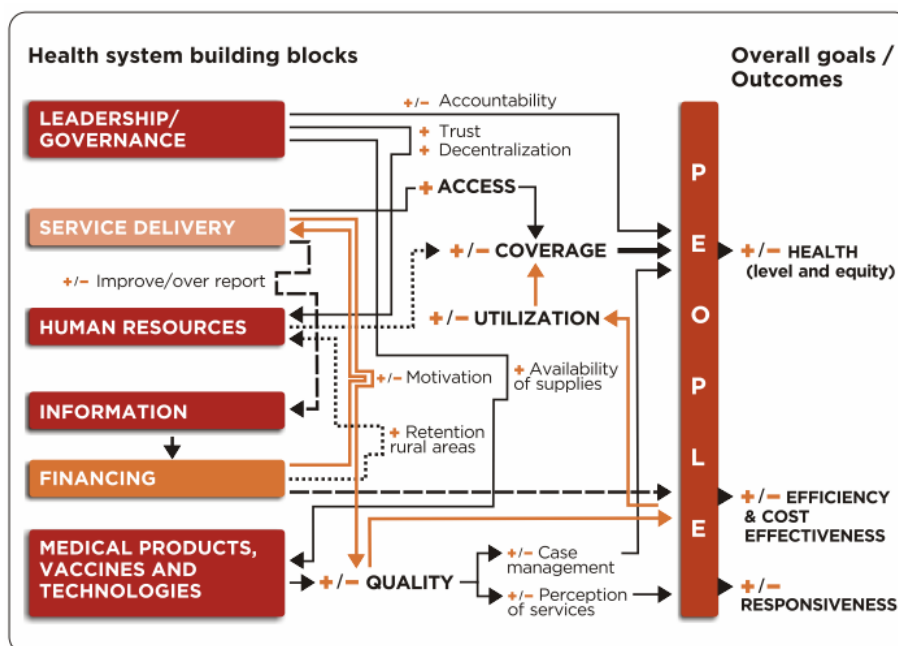 Health system building blocks
Overall goals /
Outcomes
LEADERSHIP/
GOVERNANCE
+/− Accountability
+ Trust
+ Decentralization
SERVICE DELIVERY
+ ACCESS
+/− COVERAGE
+/− HEALTH
(level and equity)
+/− Improve/over report
HUMAN RESOURCES
+/− UTILIZATION
+/− Motivation
+ Availability
of supplies
INFORMATION
+ Retention
rural areas
FINANCING
+/− EFFICIENCY
& COST
EFFECTIVENESS
MEDICAL PRODUCTS,
VACCINES AND
TECHNOLOGIES
+/− QUALITY
+/− Case
management
+/− Perception
of services
+/−
RESPONSIVENESS
P
E
O
P
L
E